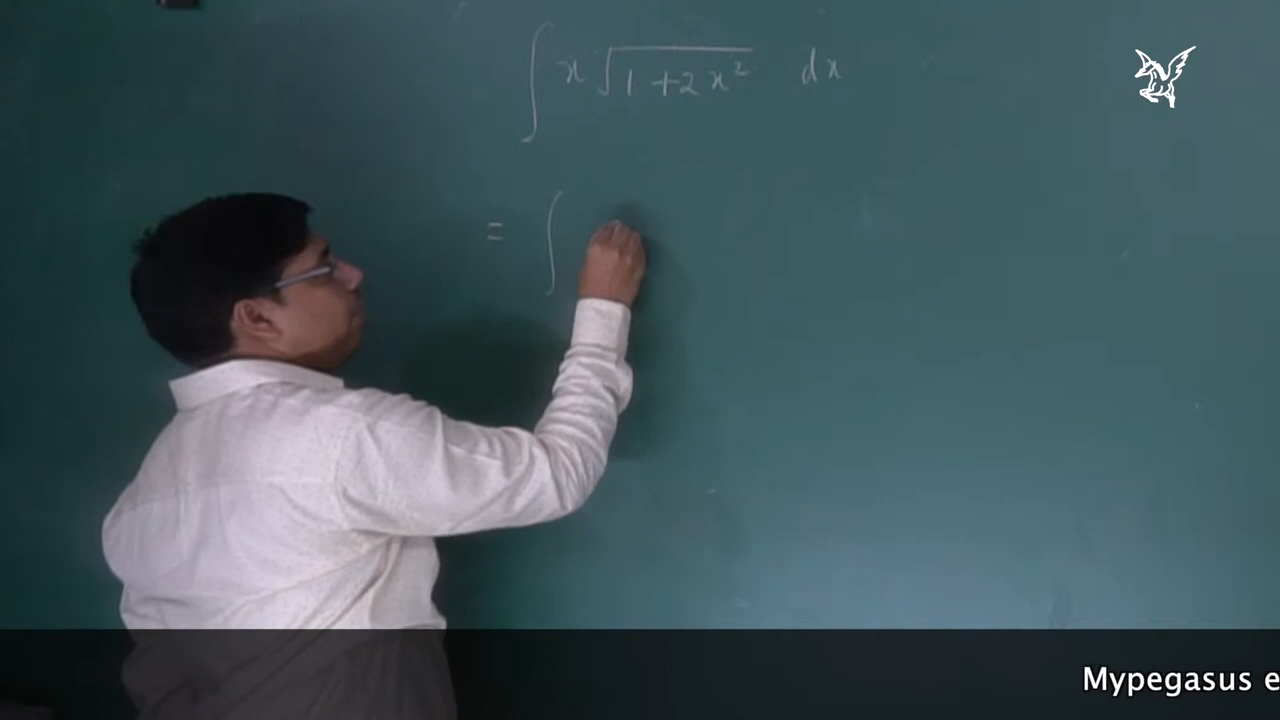 ∫ x √(1 + 2x²) dx
= ∫
Mypegasus e